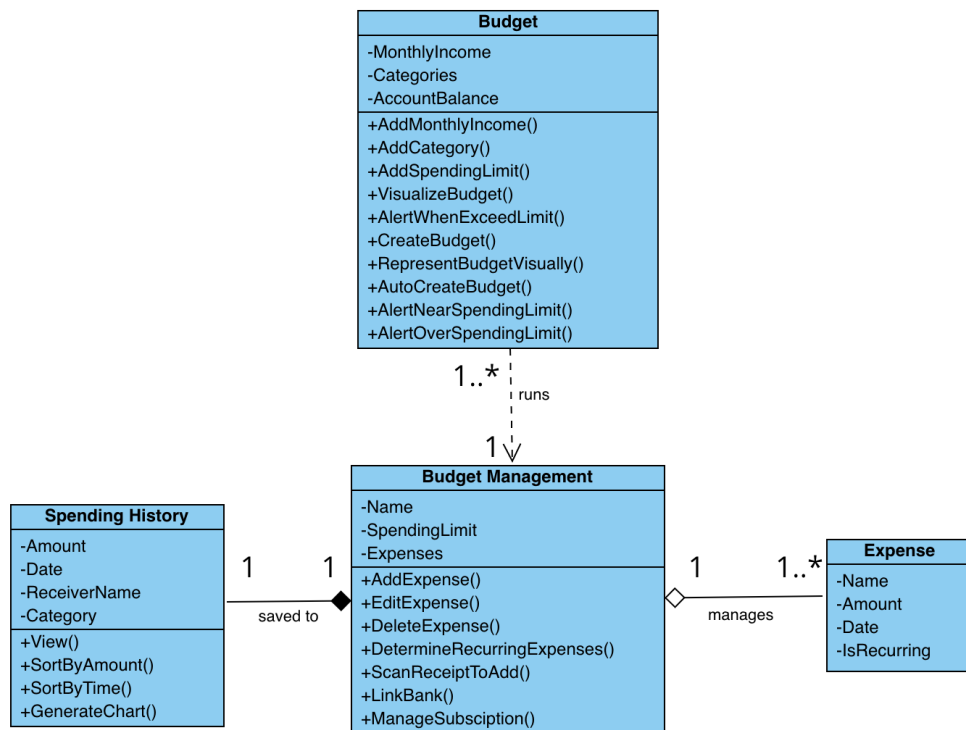 Budget
-MonthlyIncome
-Categories
-AccountBalance
+AddMonthlyIncome()
+AddCategory()
+AddSpendingLimit()
+VisualizeBudget()
+AlertWhenExceedLimit()
+CreateBudget()
+RepresentBudgetVisually()
+AutoCreateBudget()
+AlertNearSpendingLimit()
+AlertOverSpendingLimit()
1..*
runs
1
Spending History
-Amount
-Date
-ReceiverName
-Category
+View()
+SortByAmount()
+SortByTime()
+GenerateChart()
1
1
saved to
Budget Management
-Name
-SpendingLimit
-Expenses
+AddExpense()
+EditExpense()
+DeleteExpense()
+DetermineRecurringExpenses()
+ScanReceiptToAdd()
+LinkBank()
+ManageSubsciption()
1
1..*
manages
Expense
-Name
-Amount
-Date
-IsRecurring